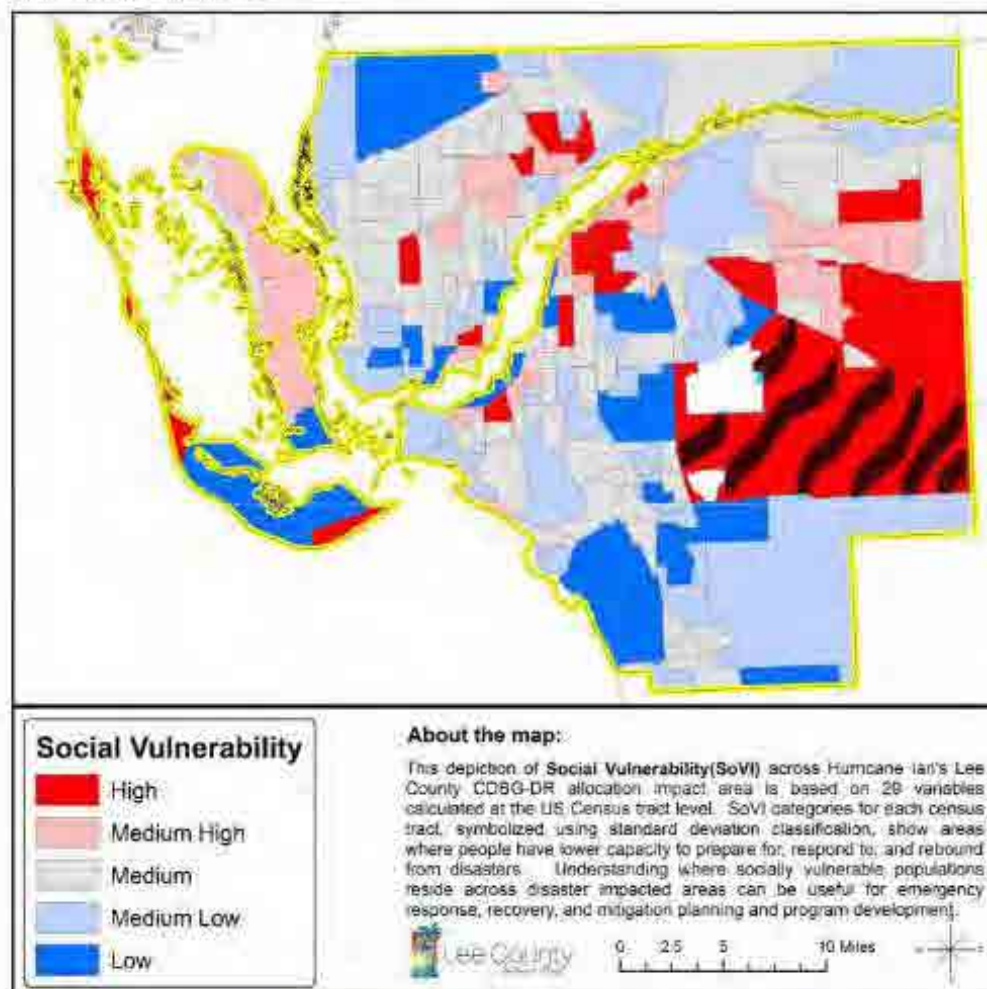 Social Vulnerability
High
Medium High
Medium
Medium Low
Low
About the map:
This depiction of Social Vulnerability(SoVI) across Hurricane Ian's Lee
County CDBG-DR allocation impact area is based on 29 variables
calculated at the US Census tract level. SoVI categories for each census
tract, symbolized using standard deviation classification, show areas
where people have lower capacity to prepare for, respond to, and rebound
from disasters. Understanding where socially vulnerable populations
reside across disaster impacted areas can be useful for emergency
response, recovery, and mitigation planning and program development.
Lee County
0 2.5 5 10 Miles